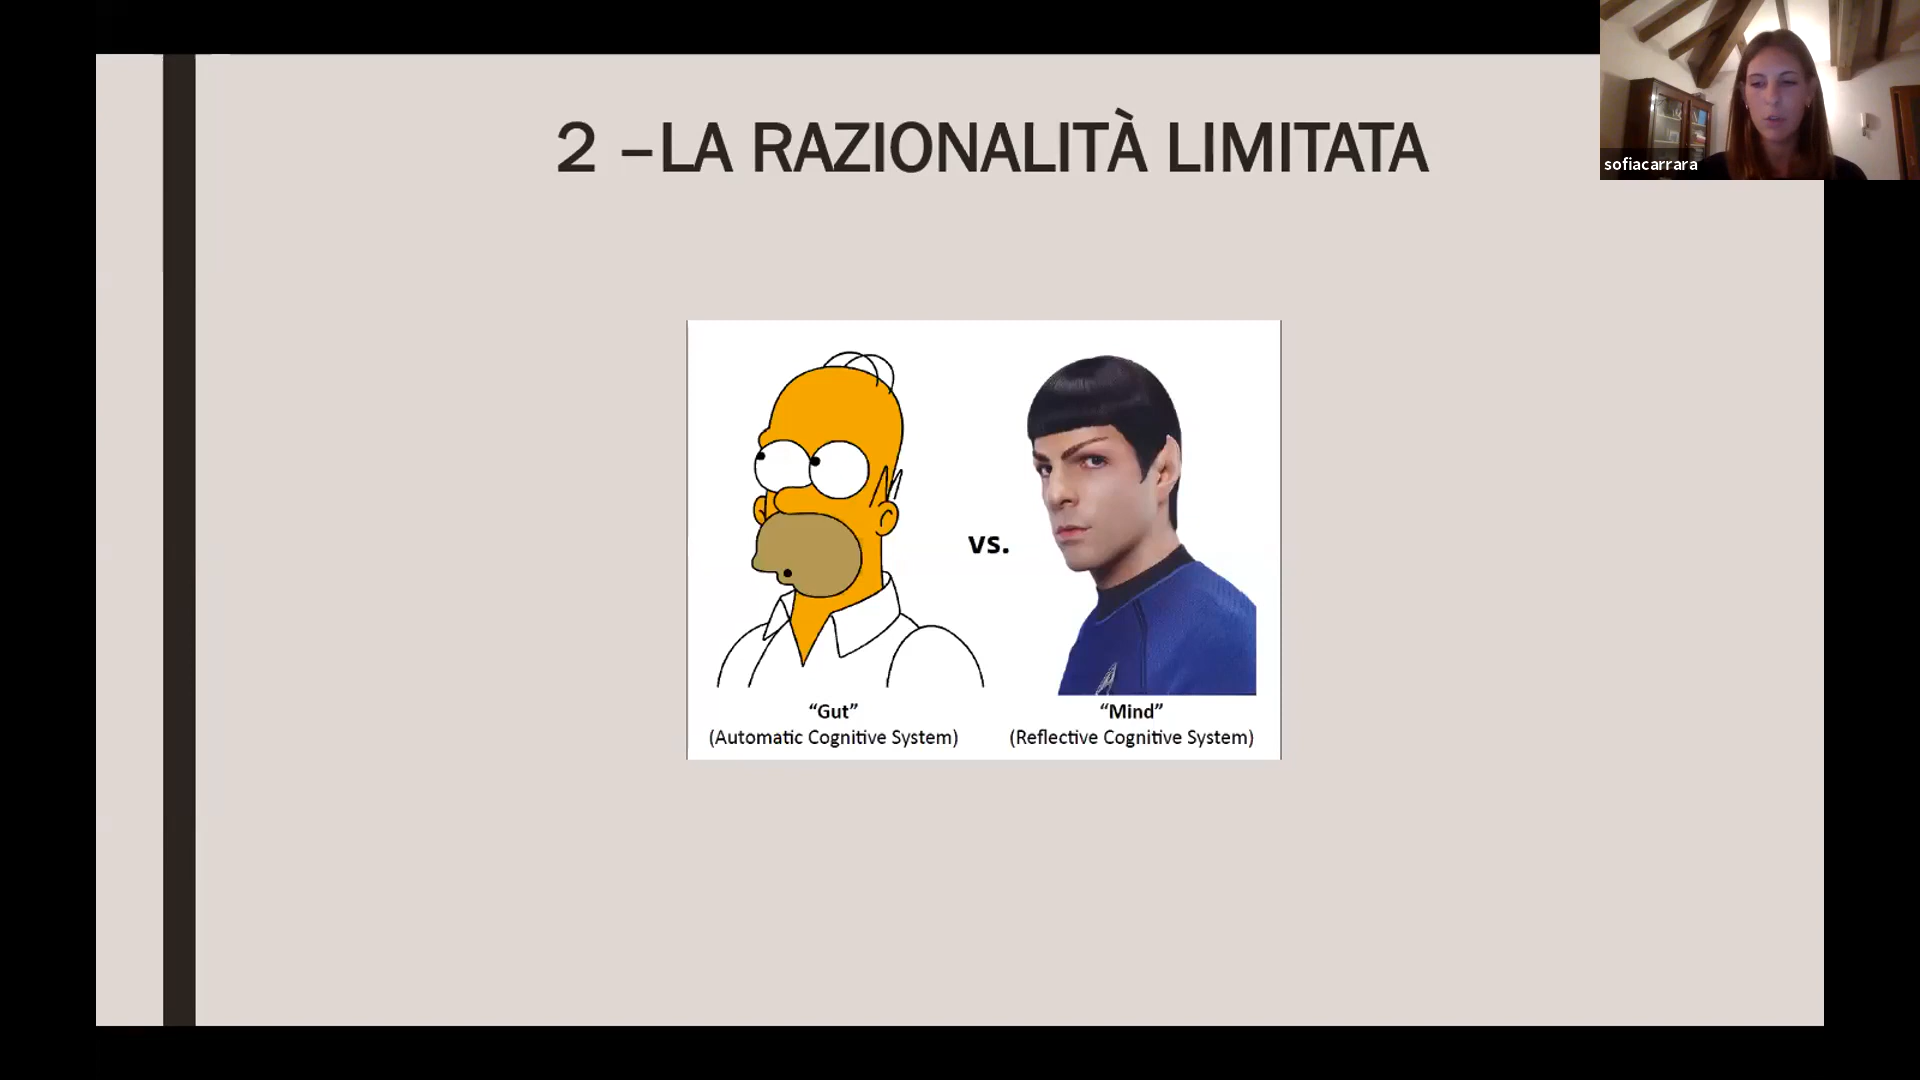 2 –LA RAZIONALITÀ LIMITATA
sofiacarrara
vs.
“Gut”
(Automatic Cognitive System)
“Mind”
(Reflective Cognitive System)